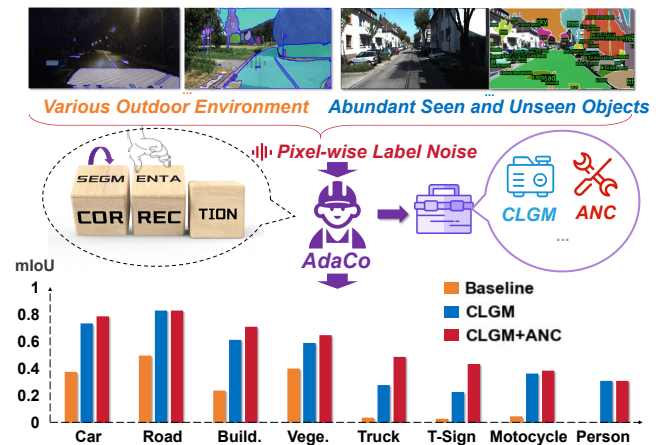 ...
...
Various Outdoor Environment
Abundant Seen and Unseen Objects
Pixel-wise Label Noise
SEGM ENTA
COR REC TION
CLGM
ANC
...
AdaCo
mIoU
1
0.8
0.6
0.4
0.2
0
Baseline
CLGM
CLGM+ANC
Car
Road
Build.
Vege.
Truck
T-Sign
Motocycle
Person